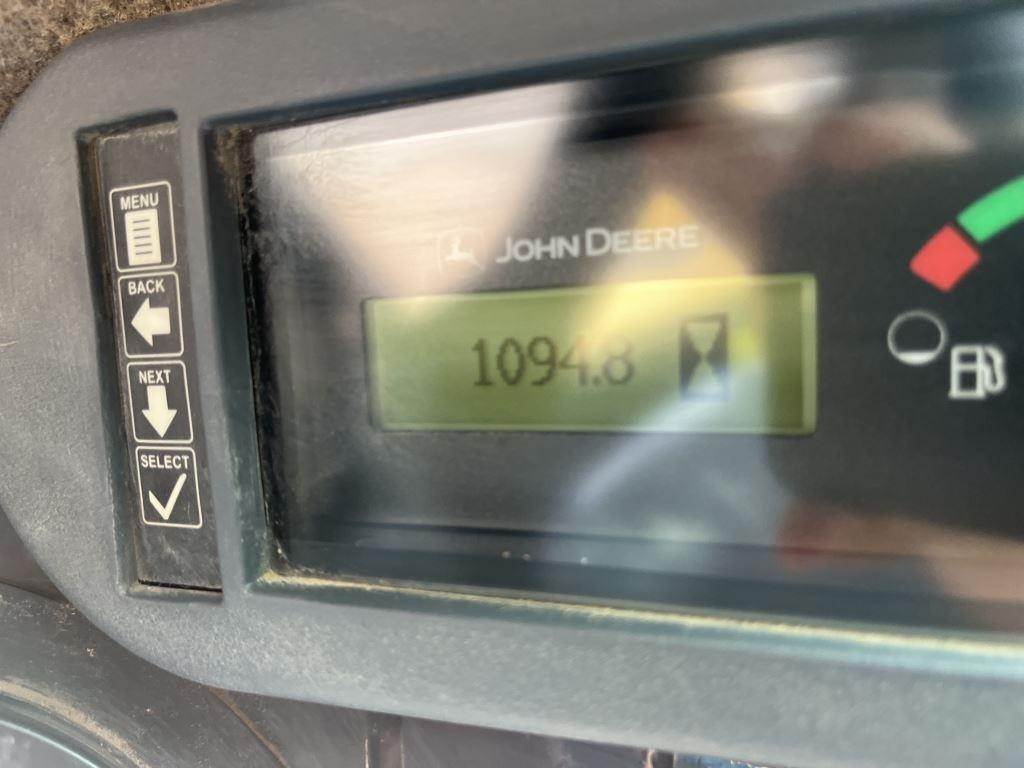 MENU
BACK
NEXT
SELECT
JOHN DEERE
1094.8